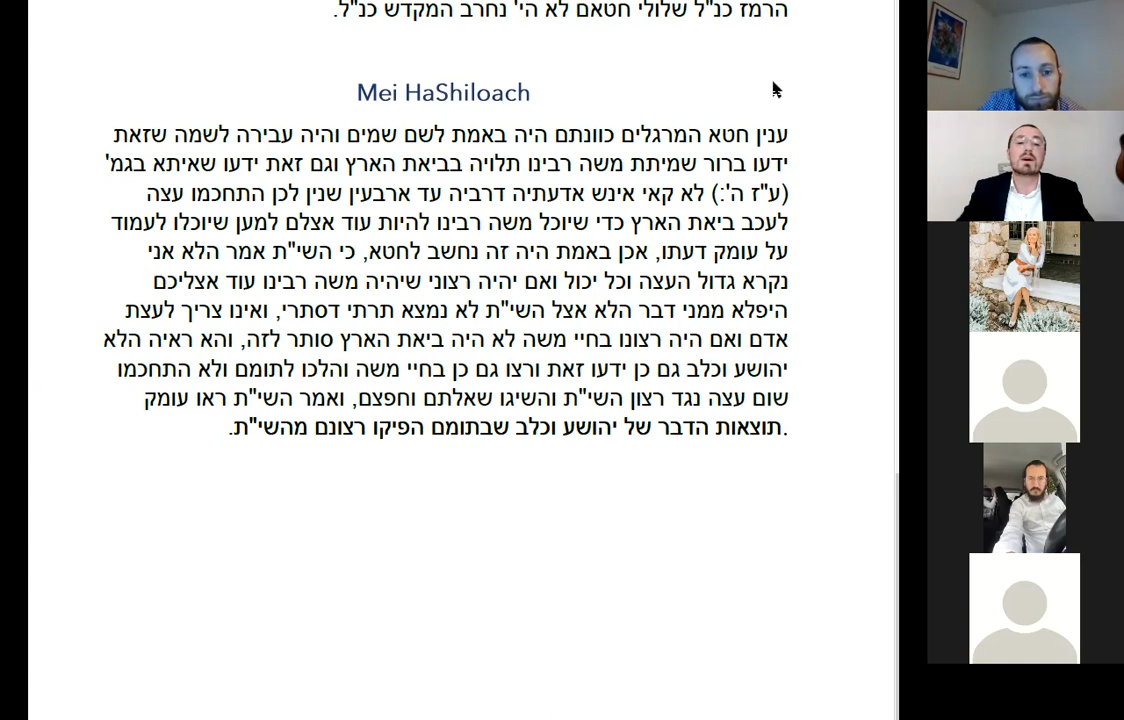 הרמז כנ"ל שלולי חטאם לא הי' נחרב המקדש כנ"ל.
Mei HaShiloach
ענין חטא המרגלים כוונתם היה באמת לשם שמים והיה עבירה לשמה שזאת
ידעו ברור שמיתת משה רבינו תלויה בביאת הארץ וגם זאת ידעו שאיתא בגמ'
(ע"ז ה':) לא קאי אינש אדעתיה דרביה עד ארבעין שנין לכן התחכמו עצה
לעכב ביאת הארץ כדי שיוכל משה רבינו להיות עוד אצלם למען שיוכלו לעמוד
על עומק דעתו, אכן באמת היה זה נחשב לחטא, כי השי"ת אמר הלא אני
נקרא גדול העצה וכל יכול ואם יהיה רצוני שיהיה משה רבינו עוד אצליכם
היפלא ממני דבר הלא אצל השי"ת לא נמצא תרתי דסתרי, ואינו צריך לעצת
אדם ואם היה רצונו בחיי משה לא היה ביאת הארץ סותר לזה, והא ראיה הלא
יהושע וכלב גם כן ידעו זאת ורצו גם כן בחיי משה והלכו לתומם ולא התחכמו
שום עצה נגד רצון השי"ת והשיגו שאלתם וחפצם, ואמר השי"ת ראו עומק
.תוצאות הדבר של יהושע וכלב שבתומם הפיקו רצונם מהשי"ת.